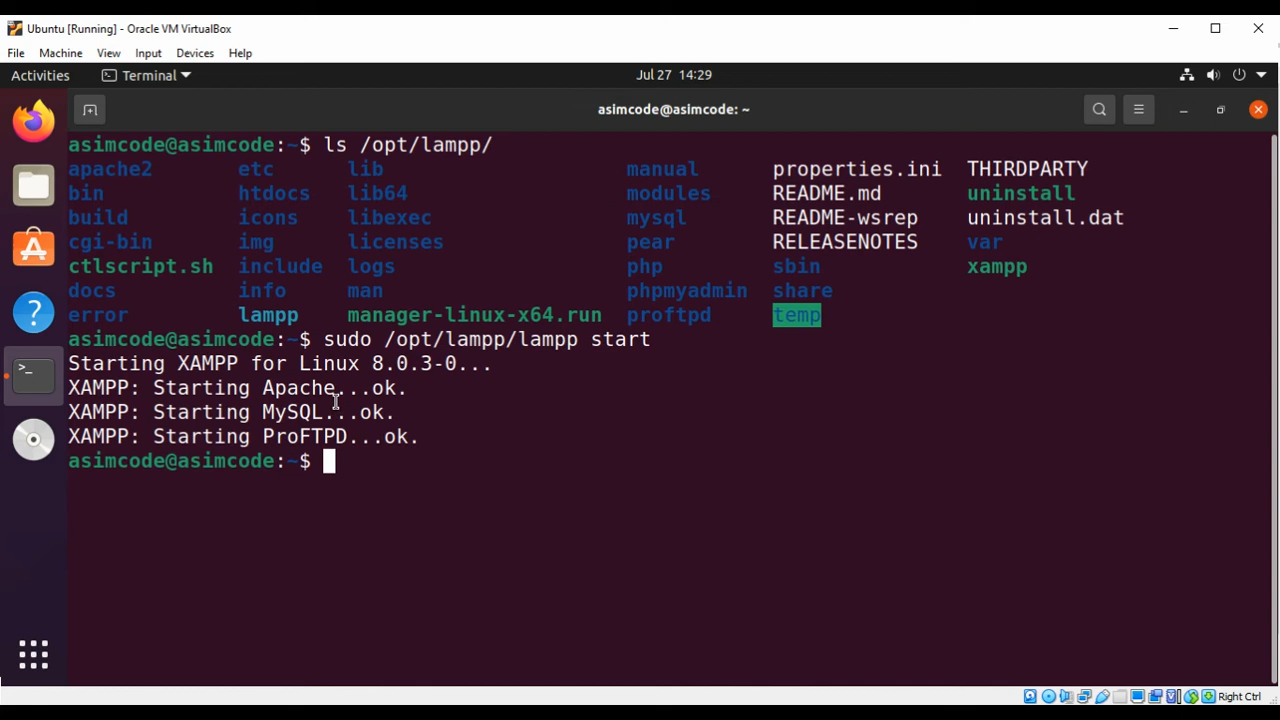 Ubuntu [Running] - Oracle VM VirtualBox
File Machine View Input Devices Help
Activities Terminal Jul 27 14:29
asimcode@asimcode: ~
asimcode@asimcode:~$ ls /opt/lampp/
apache2 etc lib manual properties.ini THIRDPARTY
bin htdocs lib64 modules README.md uninstall
build icons libexec mysql README-wsrep uninstall.dat
cgi-bin img licenses pear RELEASENOTES var
ctlscript.sh include logs php sbin xampp
docs info man phpmyadmin share
error lampp manager-linux-x64.run proftpd temp
asimcode@asimcode:~$ sudo /opt/lampp/lampp start
Starting XAMPP for Linux 8.0.3-0...
XAMPP: Starting Apache...ok.
XAMPP: Starting MySQL...ok.
XAMPP: Starting ProFTPD...ok.
asimcode@asimcode:~$
Right Ctrl